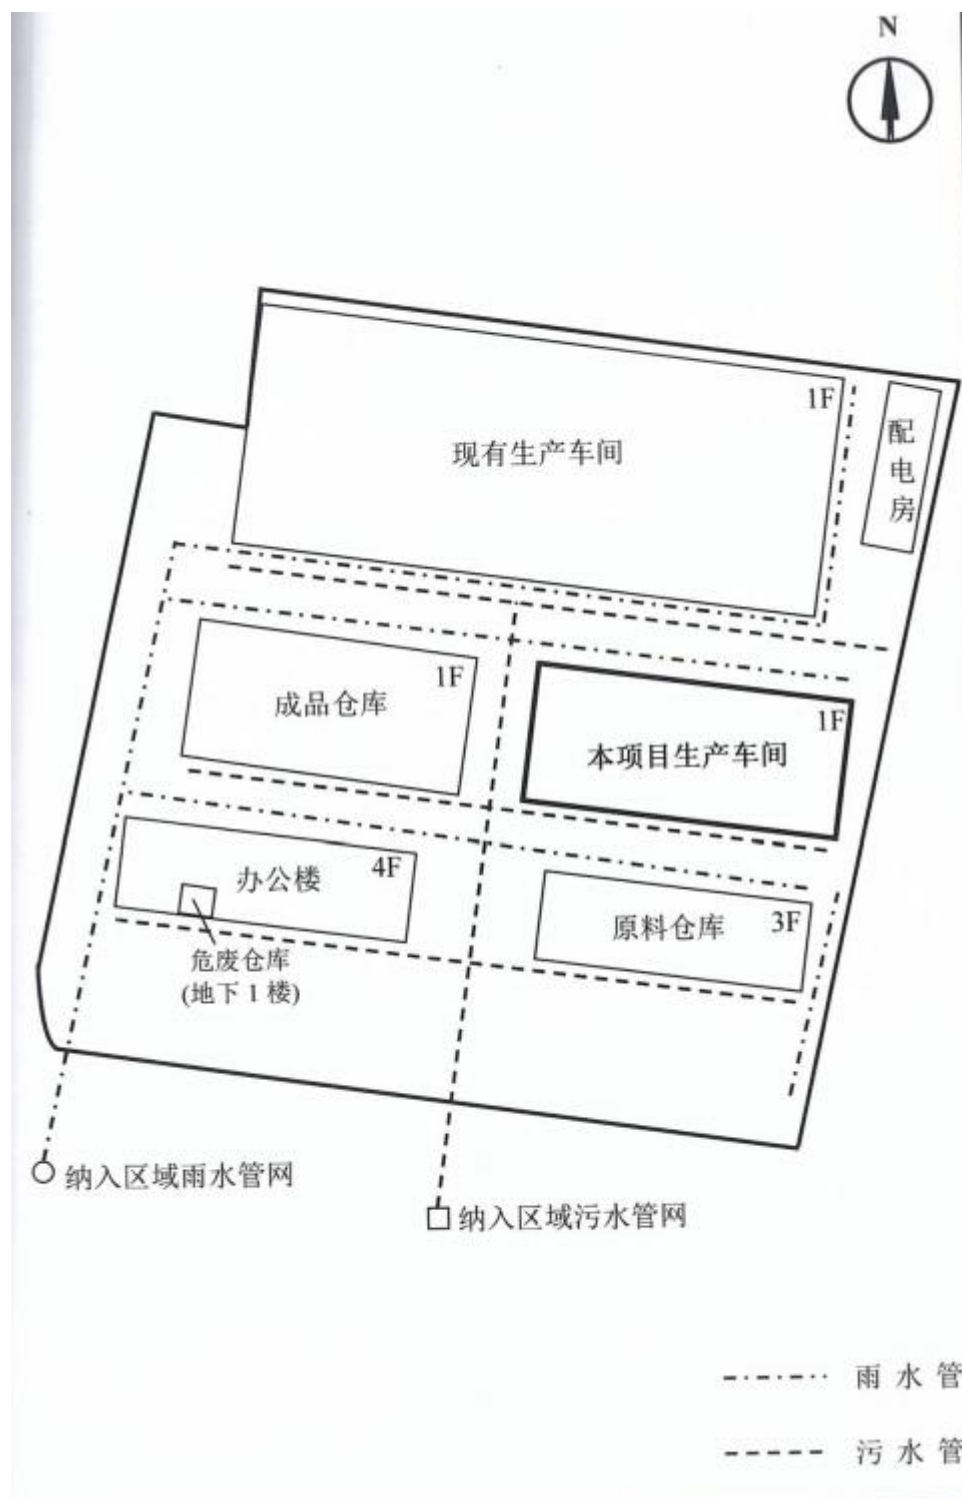 N
1F
现有生产车间
配
电
房
1F
成品仓库
1F
本项目生产车间
办公楼
4F
原料仓库
3F
危废仓库
(地下 1 楼)
纳入区域雨水管网
纳入区域污水管网
雨 水 管
污 水 管